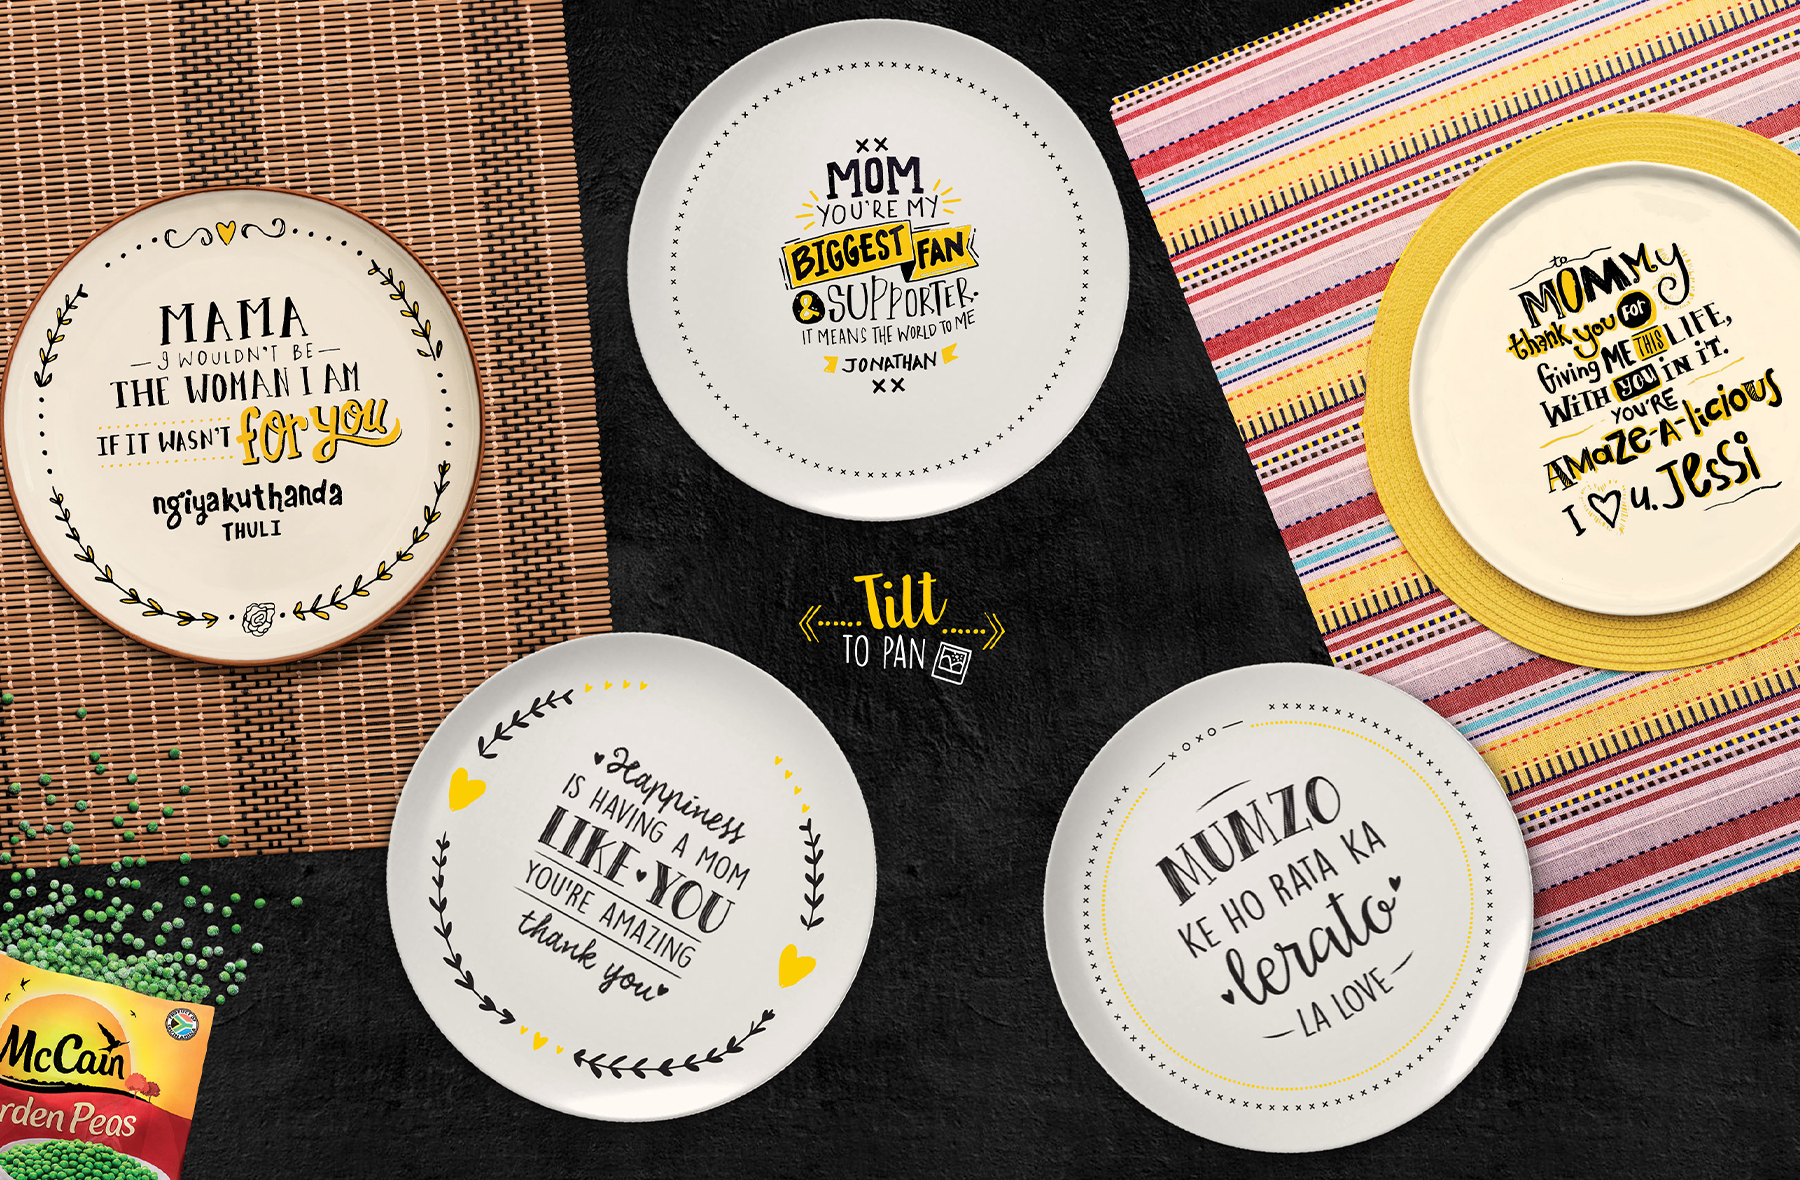 MAMA
I WOULDN'T BE
THE WOMAN I AM
IF IT WASN'T for you
ngiyakuthanda
THULI
XX
MOM
YOU'RE MY
BIGGEST FAN
& SUPPORTER.
IT MEANS THE WORLD TO ME
JONATHAN
XX
to
MOMMY
thank you FOR
Giving ME THIS LIFE,
WITH YOU IN IT.
YOU'RE
AMAZE-A-licious
I ♡ u. Jessi
Tilt
TO PAN
Happiness
IS HAVING A MOM
LIKE YOU
YOU'RE AMAZING
thank you
XOXO
MUMZO
KE HO RATA KA
lerato
LA LOVE
McCain
rden Peas